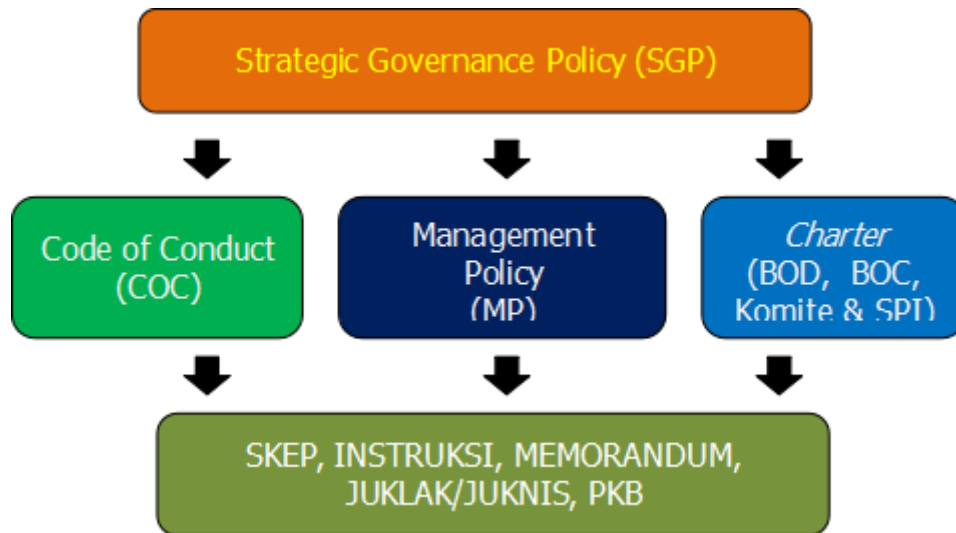 Strategic Governance Policy (SGP)
Code of Conduct
(COC)
Management
Policy
(MP)
Charter
(BOD, BOC,
Komite & SPI)
SKEP, INSTRUKSI, MEMORANDUM,
JUKLAK/JUKNIS, PKB